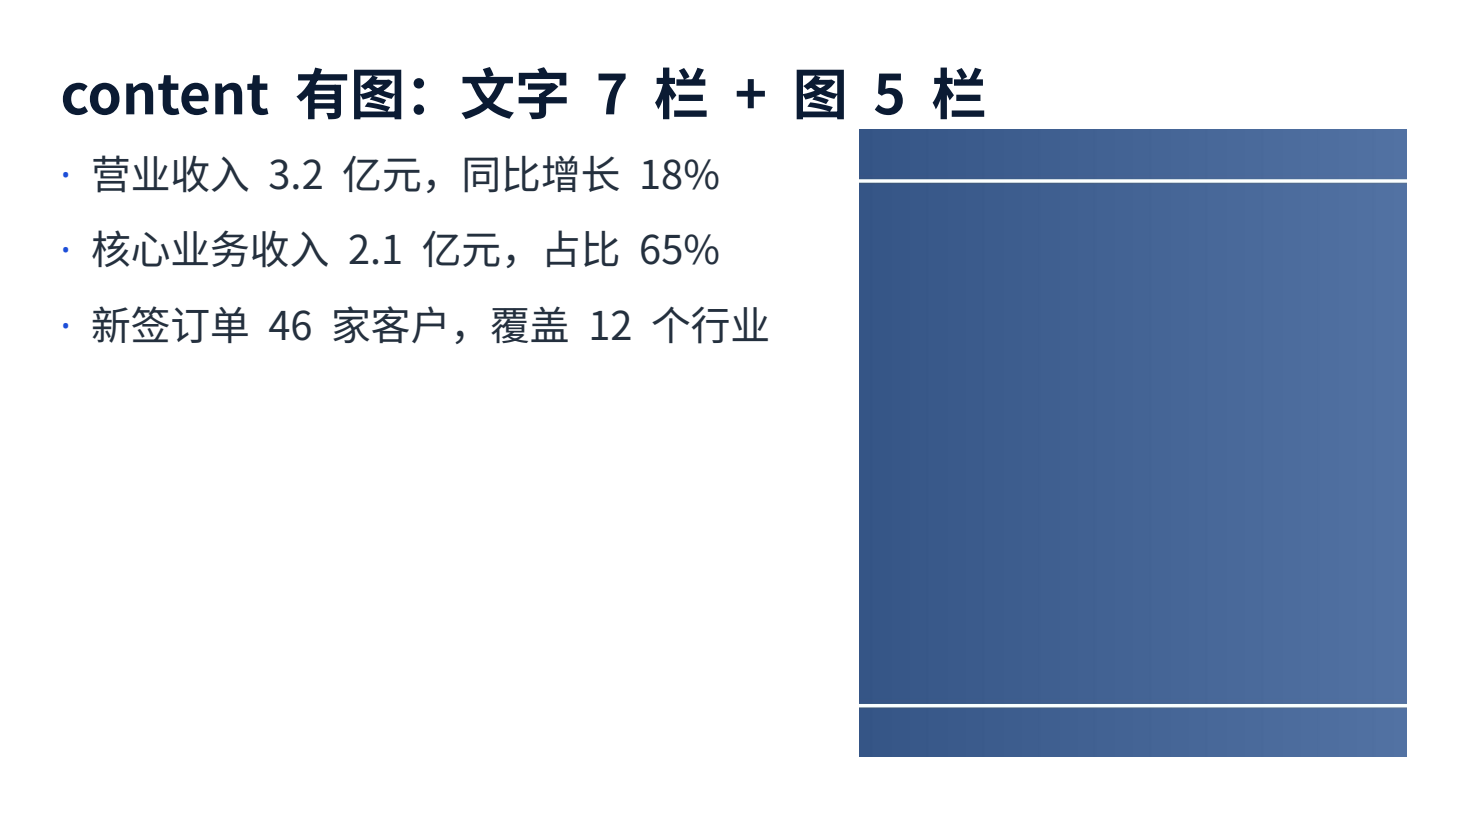 content 有图：文字 7 栏 + 图 5 栏
· 营业收入 3.2 亿元，同比增长 18%
· 核心业务收入 2.1 亿元，占比 65%
· 新签订单 46 家客户，覆盖 12 个行业